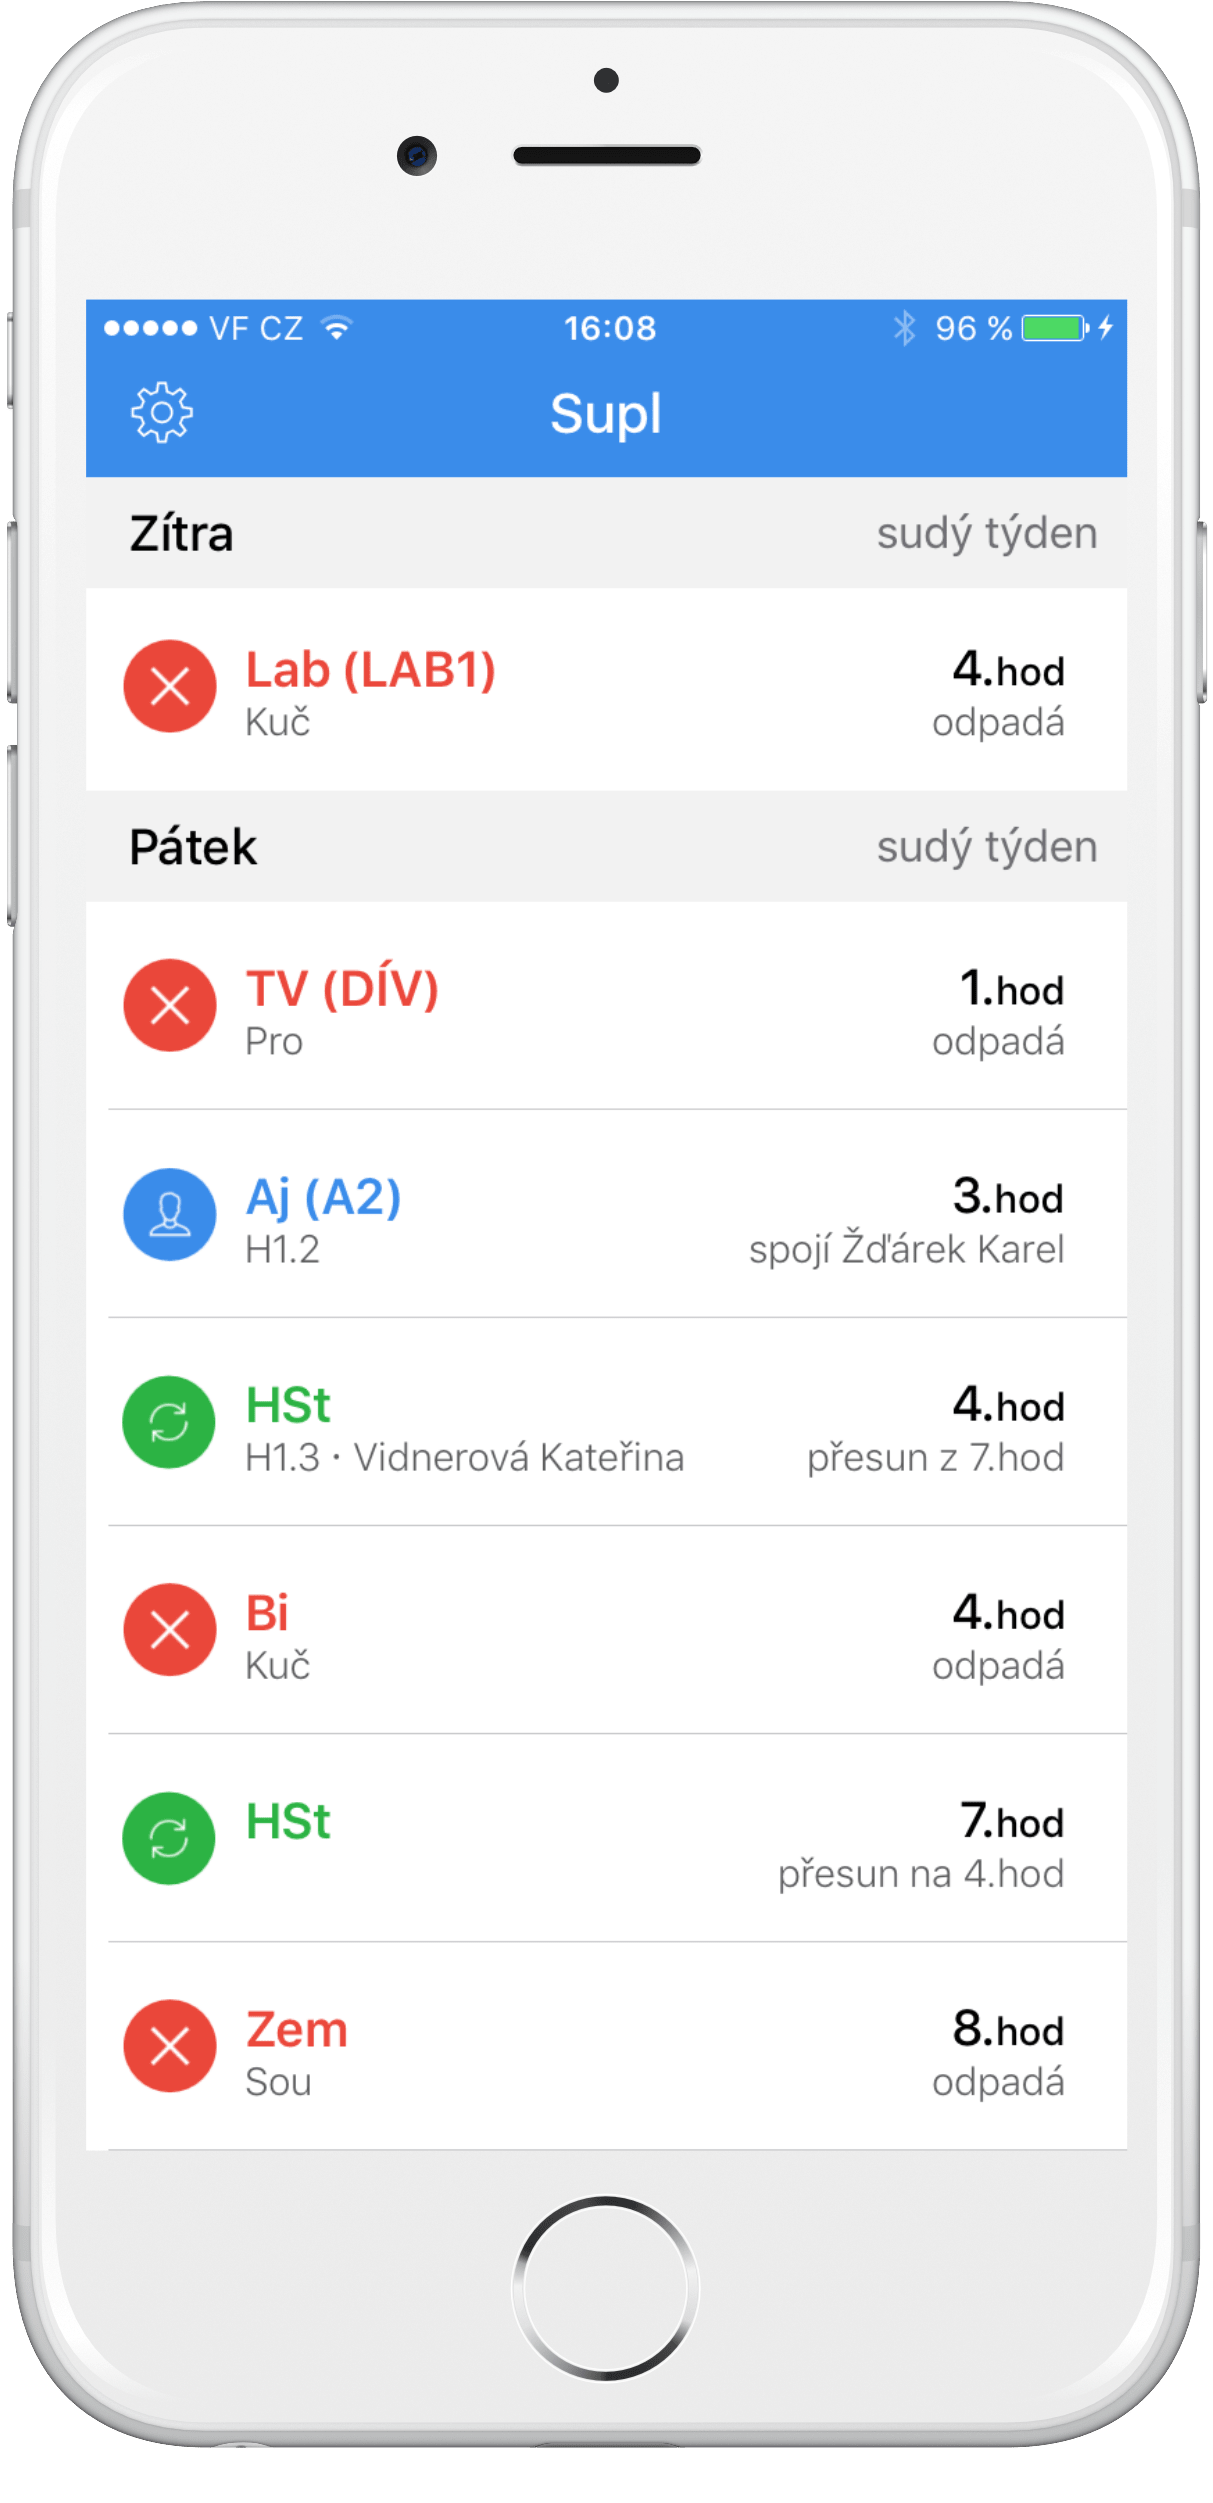 VF CZ 16:08 96 %
Supl
Zítra sudý týden
Lab (LAB1) 4.hod
Kuč odpadá
Pátek sudý týden
TV (DÍV) 1.hod
Pro odpadá
Aj (A2) 3.hod
H1.2 spojí Žďárek Karel
HSt 4.hod
H1.3 · Vidnerová Kateřina přesun z 7.hod
Bi 4.hod
Kuč odpadá
HSt 7.hod
přesun na 4.hod
Zem 8.hod
Sou odpadá